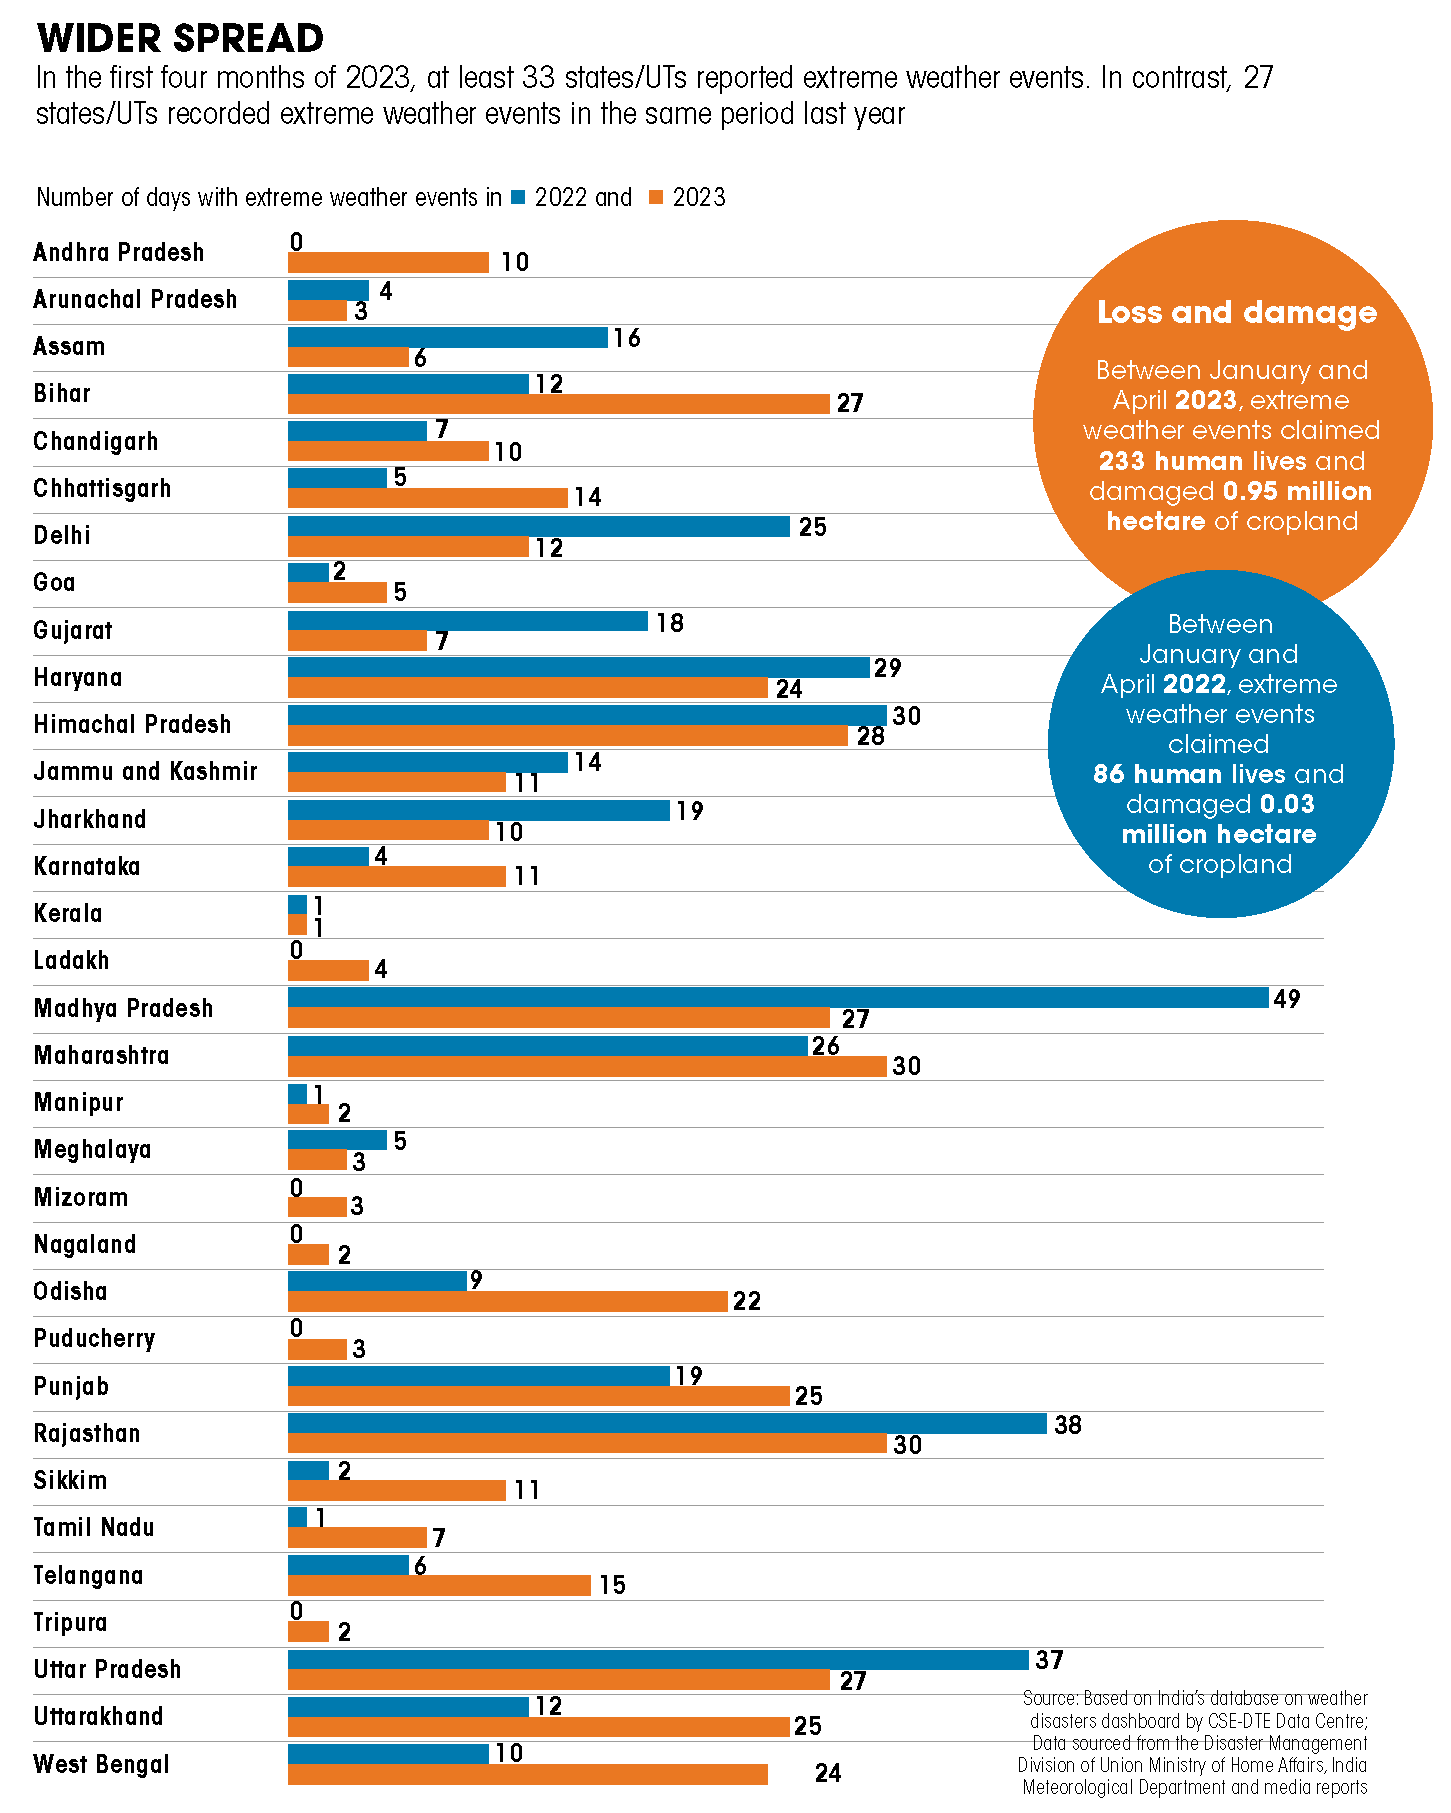 WIDER SPREAD
In the first four months of 2023, at least 33 states/UTs reported extreme weather events. In contrast, 27
states/UTs recorded extreme weather events in the same period last year
Number of days with extreme weather events in 2022 and 2023
Andhra Pradesh 0 10
Arunachal Pradesh 4 3
Assam 16 6
Bihar 12 27
Chandigarh 7 10
Chhattisgarh 5 14
Delhi 25 12
Goa 2 5
Gujarat 18 7
Haryana 29 24
Himachal Pradesh 30 28
Jammu and Kashmir 14 11
Jharkhand 19 10
Karnataka 4 11
Kerala 1 1
Ladakh 0 4
Madhya Pradesh 49 27
Maharashtra 26 30
Manipur 1 2
Meghalaya 5 3
Mizoram 0 3
Nagaland 0 2
Odisha 9 22
Puducherry 0 3
Punjab 19 25
Rajasthan 38 30
Sikkim 2 11
Tamil Nadu 1 7
Telangana 6 15
Tripura 0 2
Uttar Pradesh 37 27
Uttarakhand 12 25
West Bengal 10 24
Loss and damage
Between January and
April 2023, extreme
weather events claimed
233 human lives and
damaged 0.95 million
hectare of cropland
Between
January and
April 2022, extreme
weather events
claimed
86 human lives and
damaged 0.03
million hectare
of cropland
Source: Based on India's database on weather
disasters dashboard by CSE-DTE Data Centre;
Data sourced from the Disaster Management
Division of Union Ministry of Home Affairs, India
Meteorological Department and media reports